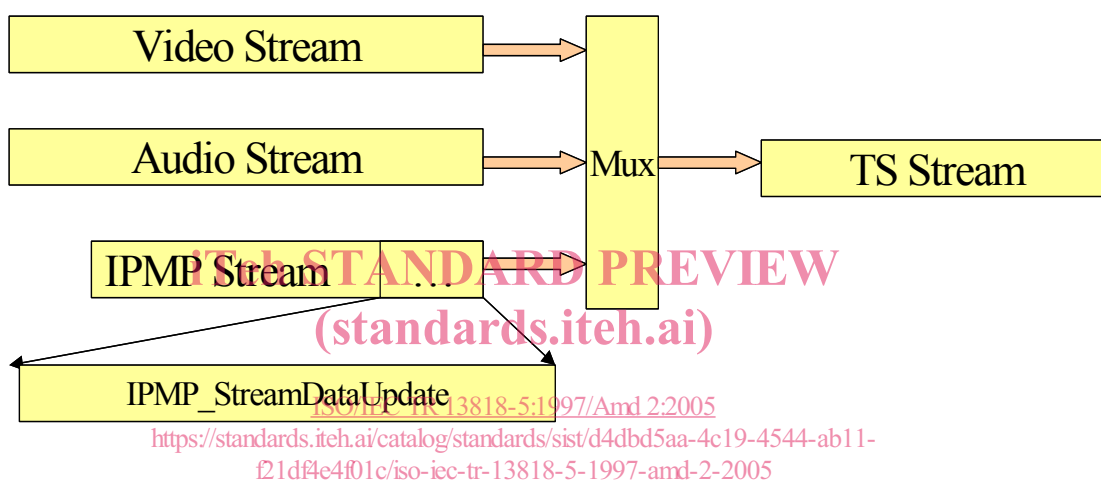 Video Stream
Audio Stream
Mux
TS Stream
IPMP Stream
...
iTeh STANDARD PREVIEW
(standards.iteh.ai)
IPMP_StreamDataUpdate
ISO/IEC TR 13818-5:1997/Amd 2:2005
https://standards.iteh.ai/catalog/standards/sist/d4dbd5aa-4c19-4544-ab11-
f21df4e4f01c/iso-iec-tr-13818-5-1997-amd-2-2005